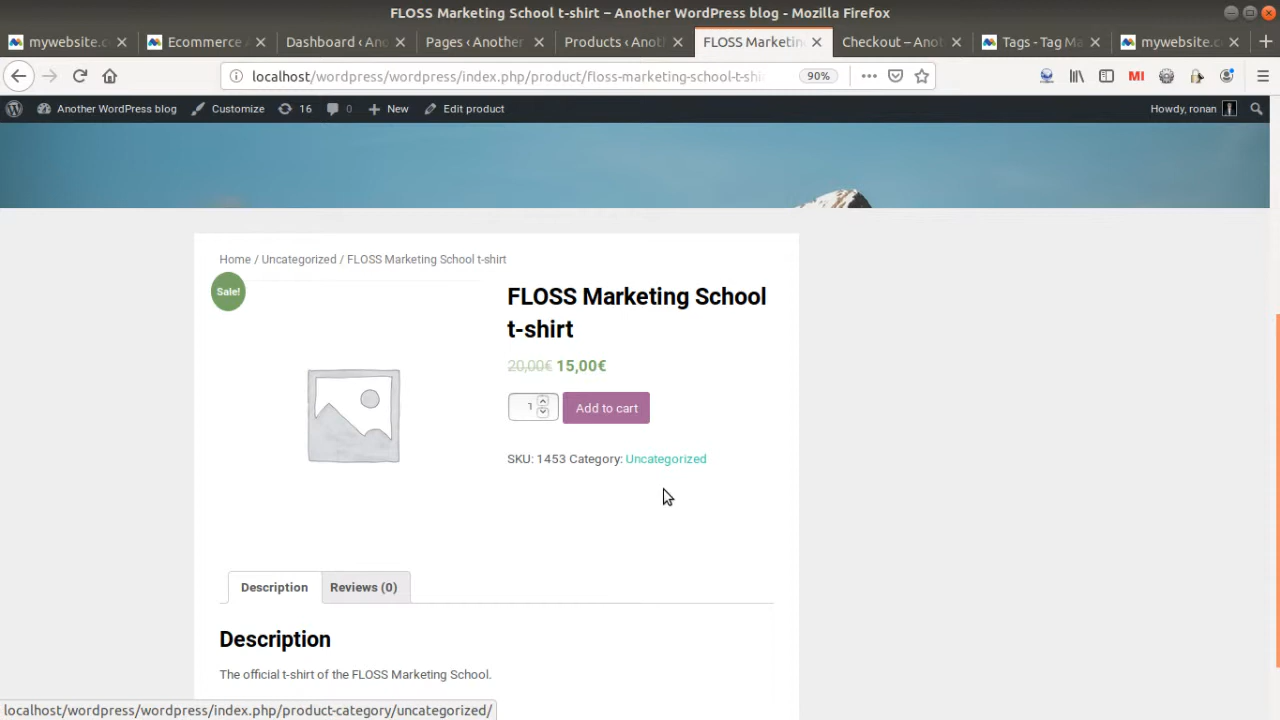 FLOSS Marketing School t-shirt – Another WordPress blog - Mozilla Firefox
mywebsite.c
Ecommerce
Dashboard ‹ Ano
Pages ‹ Another
Products ‹ Anot
FLOSS Marketin
Checkout – Anot
Tags - Tag Ma
mywebsite.c
localhost/wordpress/wordpress/index.php/product/floss-marketing-school-t-shi
90%
MI
Another WordPress blog
Customize
16
0
New
Edit product
Howdy, ronan
Home / Uncategorized / FLOSS Marketing School t-shirt
Sale!
FLOSS Marketing School
t-shirt
20,00€ 15,00€
1
Add to cart
SKU: 1453 Category: Uncategorized
Description
Reviews (0)
Description
The official t-shirt of the FLOSS Marketing School.
localhost/wordpress/wordpress/index.php/product-category/uncategorized/